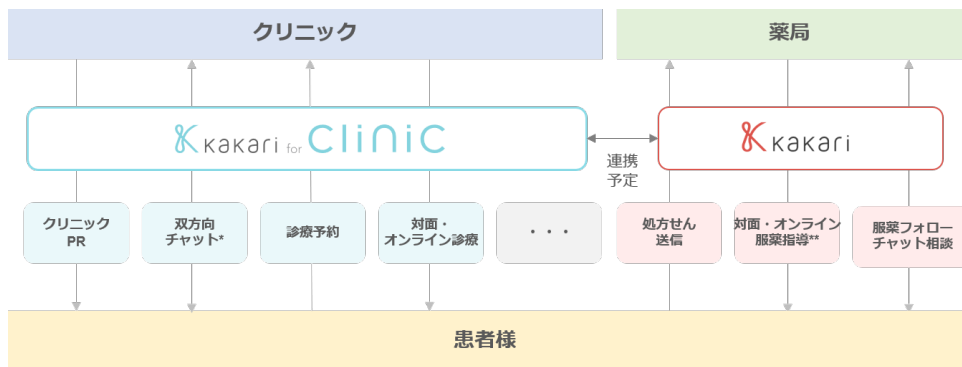 クリニック
薬局
kakari for CliniC
kakari
連携
予定
クリニック
PR
双方向
チャット*
診療予約
対面・
オンライン診療
・・・
処方せん
送信
対面・オンライン
服薬指導**
服薬フォロー
チャット相談
患者様